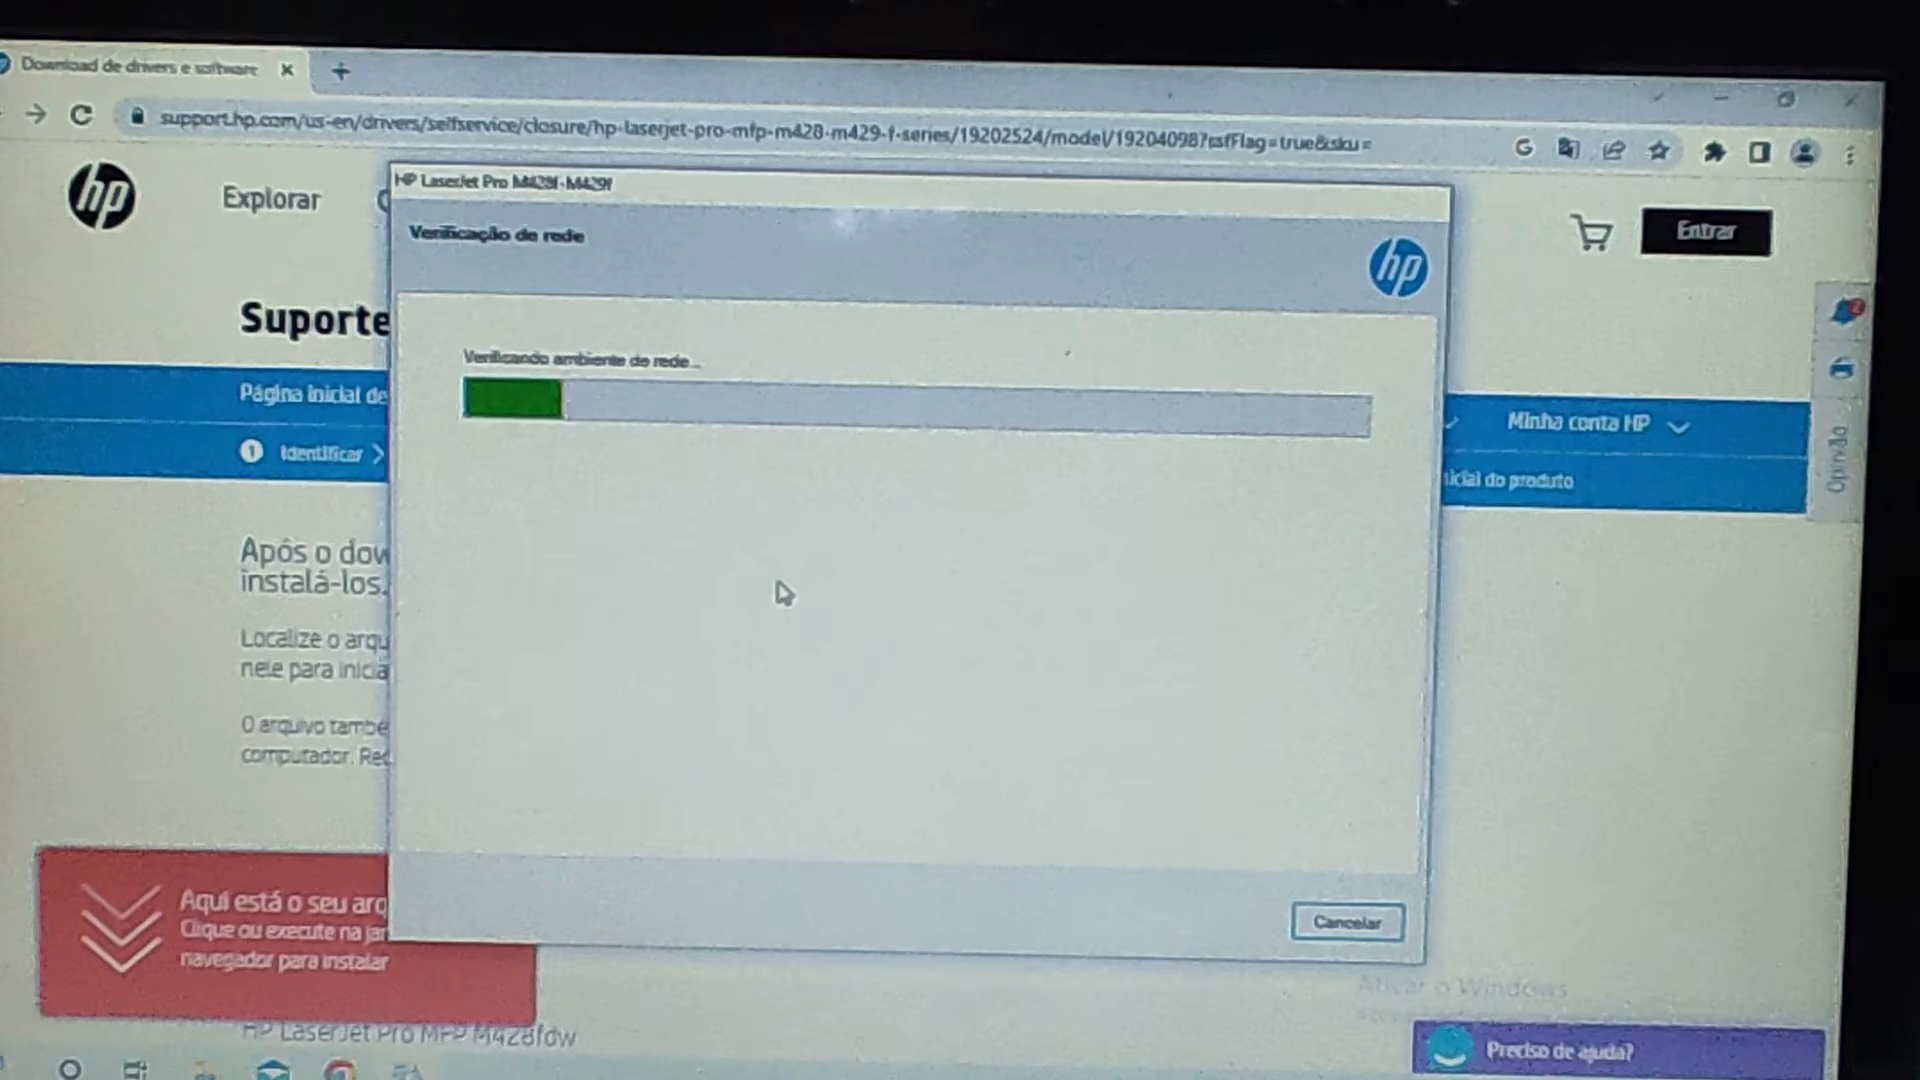 Download de drivers e software
support.hp.com/us-en/drivers/selfservice/closure/hp-laserjet-pro-mfp-m428-m429-f-series/19202524/model/19204098?ssfFlag=true&sku=
hp
Explorar
Entrar
HP LaserJet Pro M428f-M429f
Verificação de rede
hp
Suporte
Verificando ambiente de rede...
Página inicial de
Minha conta HP
1 Identificar >
icial do produto
Opinião
Após o dow
instalá-los.
Localize o arqu
nele para inicia
O arquivo també
computador. Rec
Aqui está o seu arq
Clique ou execute na jan
navegador para instalar
Cancelar
Ativar o Windows
HP LaserJet Pro MFP M428fdw
Preciso de ajuda?